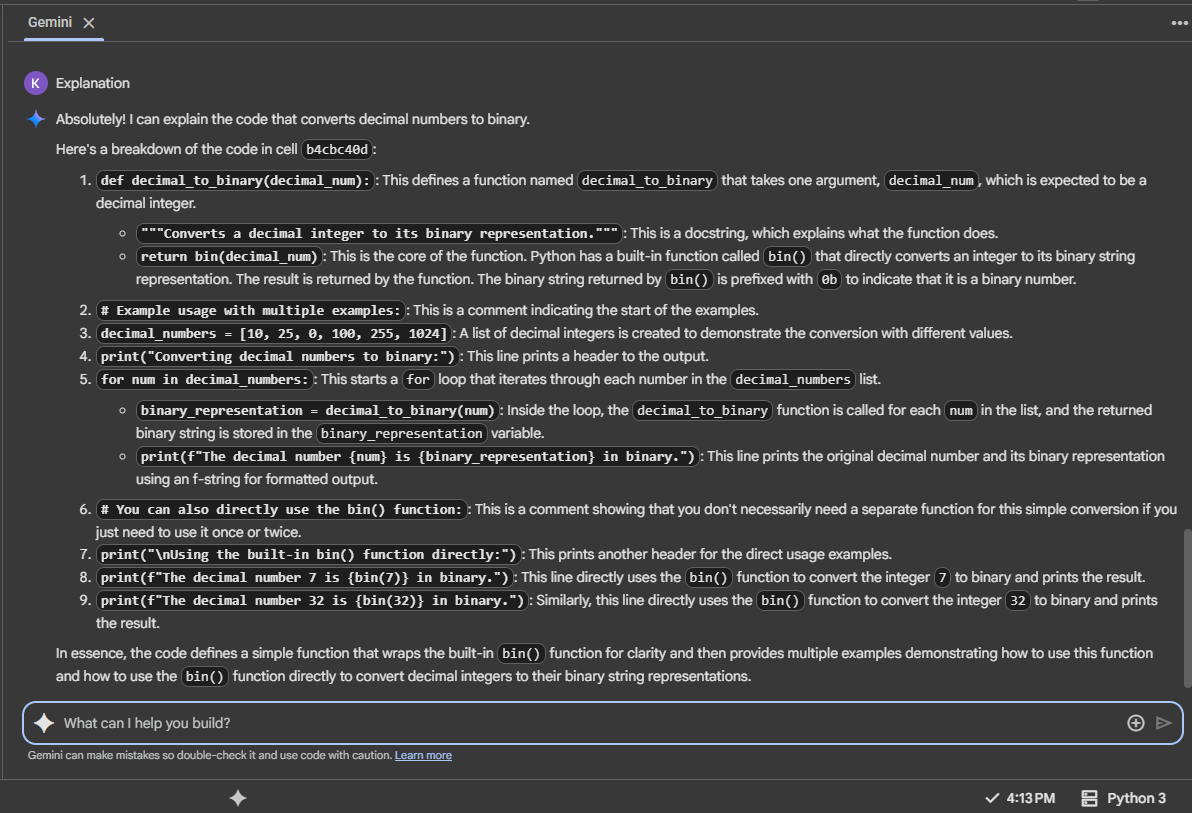 Gemini
K Explanation
Absolutely! I can explain the code that converts decimal numbers to binary.
Here's a breakdown of the code in cell b4cbc40d:
1. def decimal_to_binary(decimal_num): : This defines a function named decimal_to_binary that takes one argument, decimal_num, which is expected to be a
decimal integer.
"""Converts a decimal integer to its binary representation.""": This is a docstring, which explains what the function does.
return bin(decimal_num): This is the core of the function. Python has a built-in function called bin() that directly converts an integer to its binary string
representation. The result is returned by the function. The binary string returned by bin() is prefixed with 0b to indicate that it is a binary number.
2. # Example usage with multiple examples: : This is a comment indicating the start of the examples.
3. decimal_numbers = [10, 25, 0, 100, 255, 1024]: A list of decimal integers is created to demonstrate the conversion with different values.
4. print("Converting decimal numbers to binary:"): This line prints a header to the output.
5. for num in decimal_numbers: : This starts a for loop that iterates through each number in the decimal_numbers list.
binary_representation = decimal_to_binary(num): Inside the loop, the decimal_to_binary function is called for each num in the list, and the returned
binary string is stored in the binary_representation variable.
print(f"The decimal number {num} is {binary_representation} in binary."): This line prints the original decimal number and its binary representation
using an f-string for formatted output.
6. # You can also directly use the bin() function: : This is a comment showing that you don't necessarily need a separate function for this simple conversion if you
just need to use it once or twice.
7. print("\nUsing the built-in bin() function directly:"): This prints another header for the direct usage examples.
8. print(f"The decimal number 7 is {bin(7)} in binary."): This line directly uses the bin() function to convert the integer 7 to binary and prints the result.
9. print(f"The decimal number 32 is {bin(32)} in binary."): Similarly, this line directly uses the bin() function to convert the integer 32 to binary and prints
the result.
In essence, the code defines a simple function that wraps the built-in bin() function for clarity and then provides multiple examples demonstrating how to use this function
and how to use the bin() function directly to convert decimal integers to their binary string representations.
What can I help you build?
Gemini can make mistakes so double-check it and use code with caution. Learn more
4:13 PM Python 3